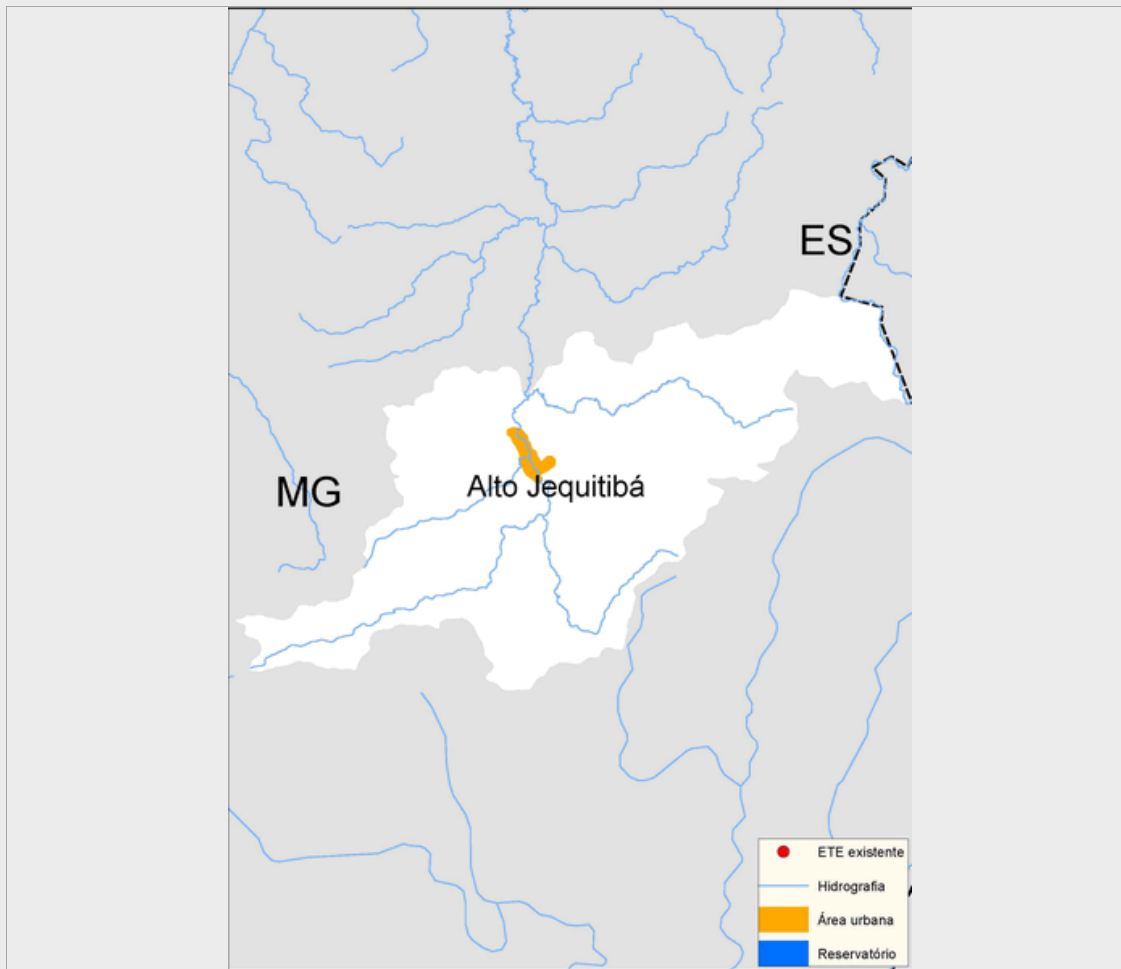 ES
MG
Alto Jequitibá
ETE existente
Hidrografia
Área urbana
Reservatório